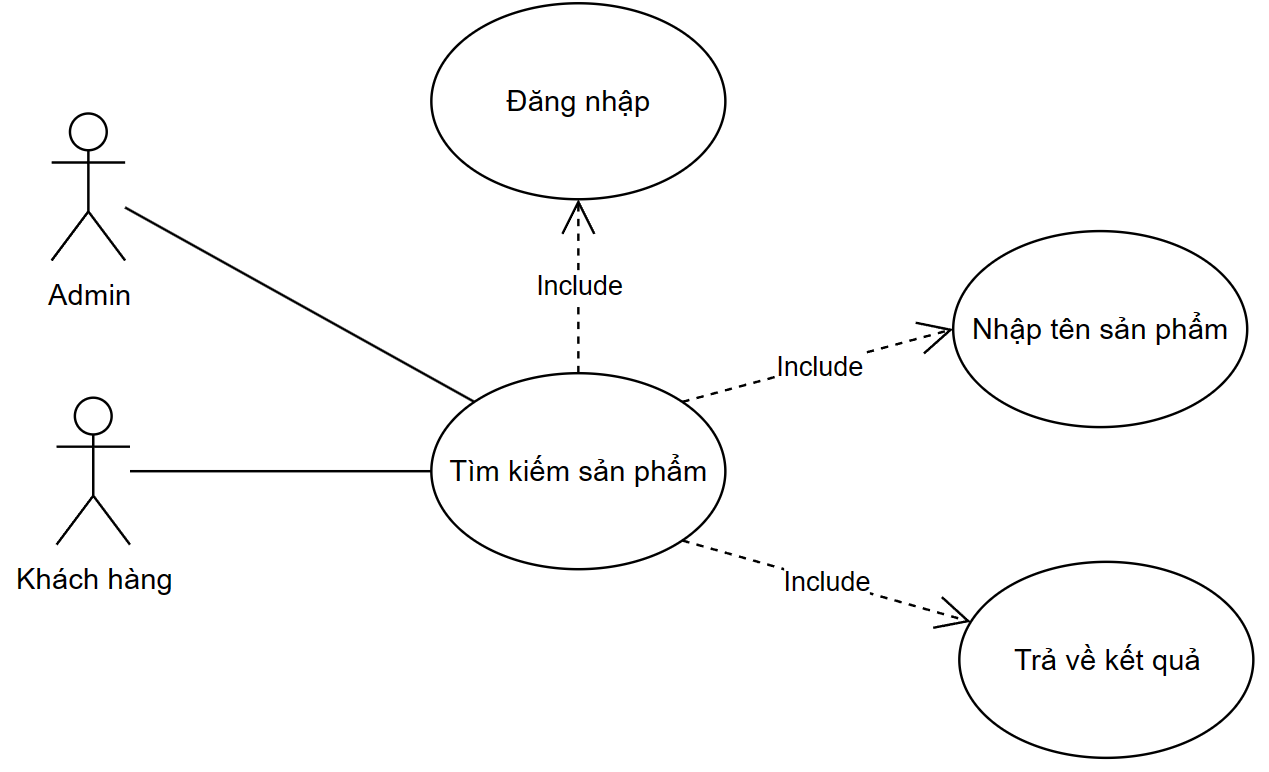 Đăng nhập
Admin
Include
Nhập tên sản phẩm
Include
Tìm kiếm sản phẩm
Khách hàng
Include
Trả về kết quả